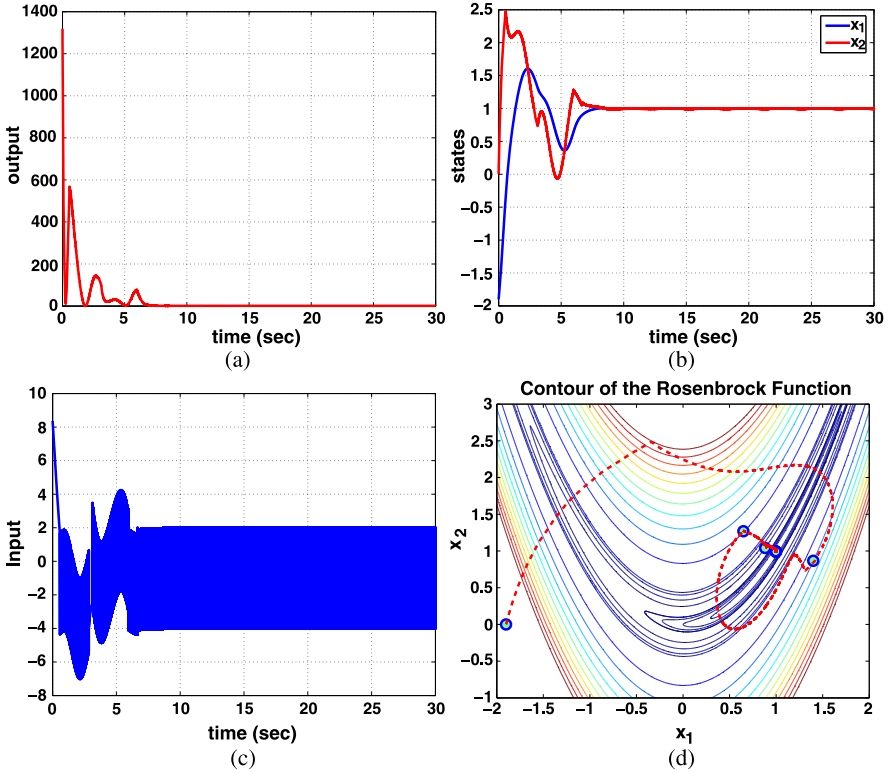 1400
1200
1000
800
600
400
200
0
output
0 5 10 15 20 25 30
time (sec)
(a)
2.5
2
1.5
1
0.5
0
−0.5
−1
−1.5
−2
states
x1
x2
0 5 10 15 20 25 30
time (sec)
(b)
10
8
6
4
2
0
−2
−4
−6
−8
Input
0 5 10 15 20 25 30
time (sec)
(c)
Contour of the Rosenbrock Function
3
2.5
2
1.5
1
0.5
0
−0.5
−1
x2
−2 −1.5 −1 −0.5 0 0.5 1 1.5 2
x1
(d)